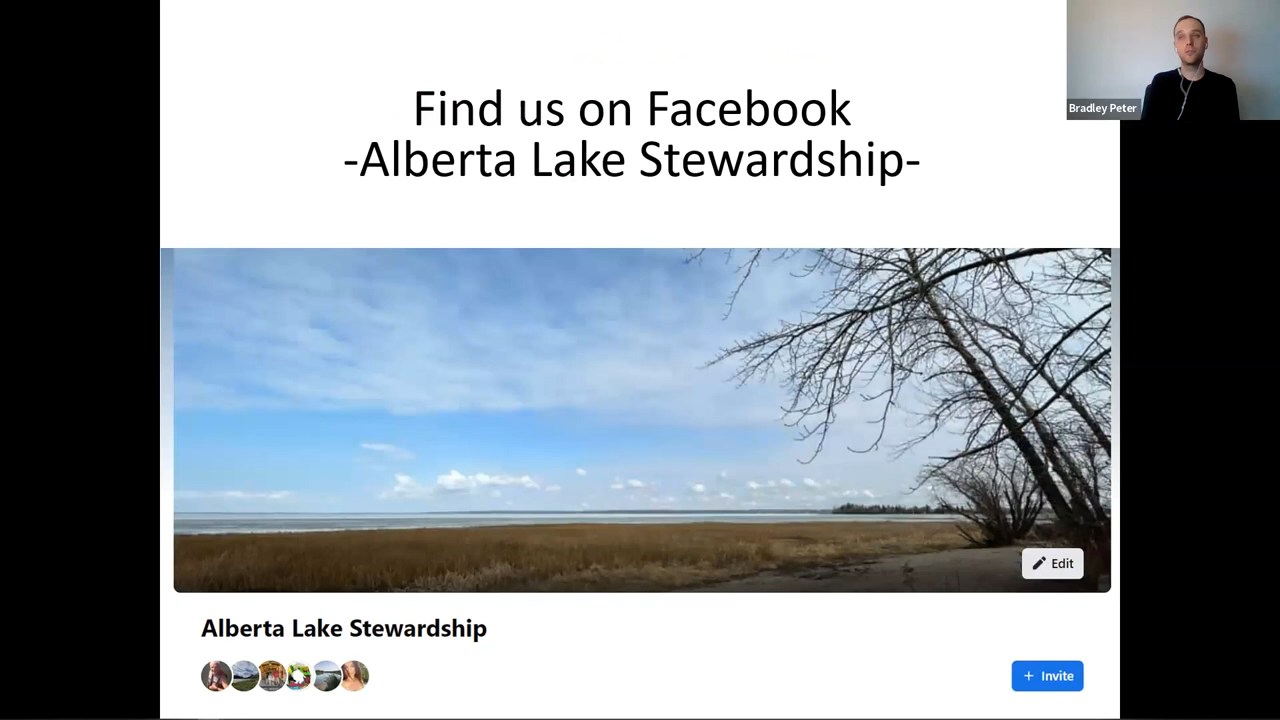 Find us on Facebook
-Alberta Lake Stewardship-
Bradley Peter
Edit
Alberta Lake Stewardship
+ Invite